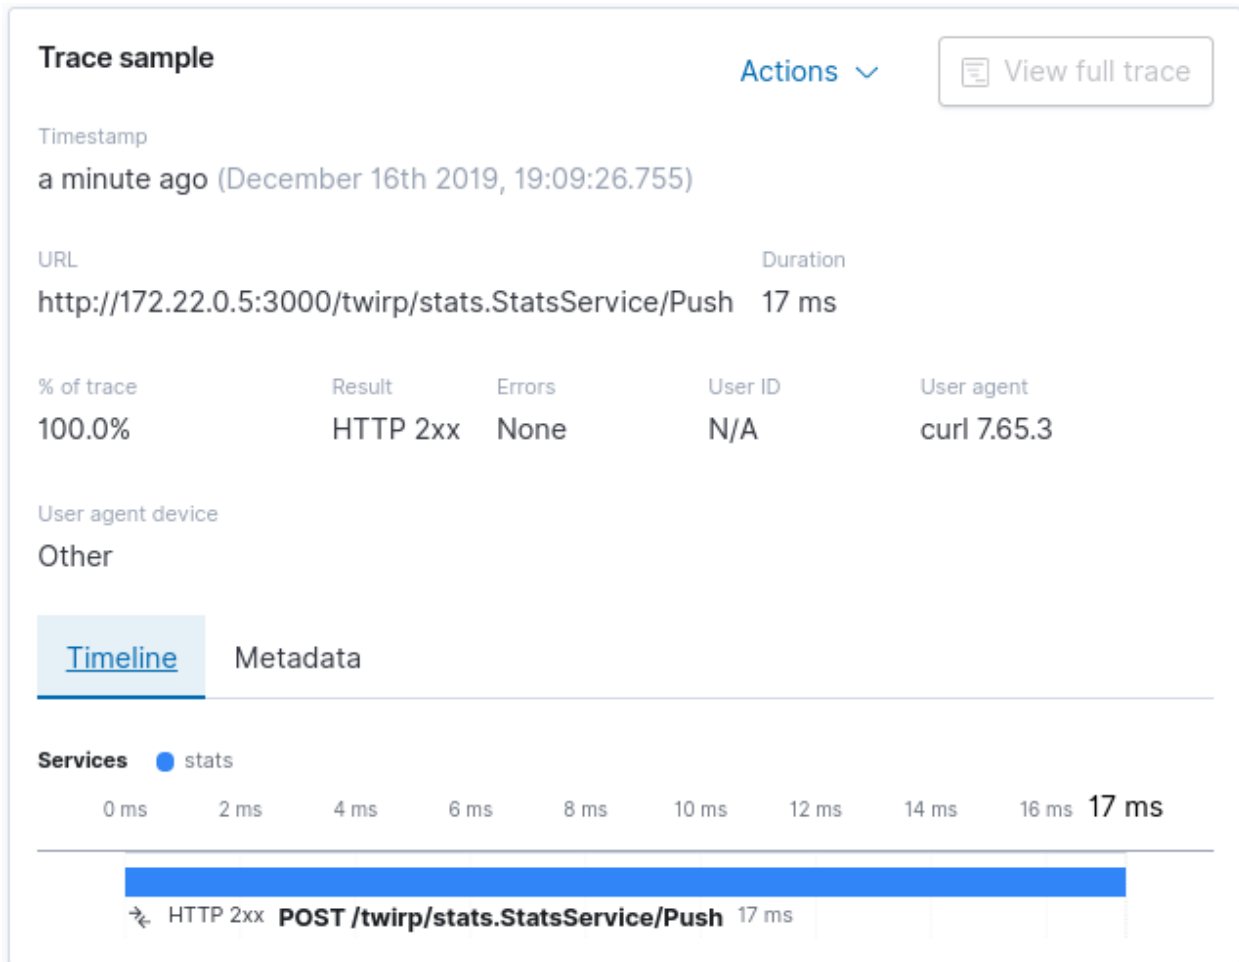 Trace sample
Actions
View full trace
Timestamp
a minute ago (December 16th 2019, 19:09:26.755)
URL
Duration
http://172.22.0.5:3000/twirp/stats.StatsService/Push
17 ms
% of trace
Result
Errors
User ID
User agent
100.0%
HTTP 2xx
None
N/A
curl 7.65.3
User agent device
Other
Timeline
Metadata
Services
stats
0 ms
2 ms
4 ms
6 ms
8 ms
10 ms
12 ms
14 ms
16 ms
17 ms
HTTP 2xx POST /twirp/stats.StatsService/Push 17 ms